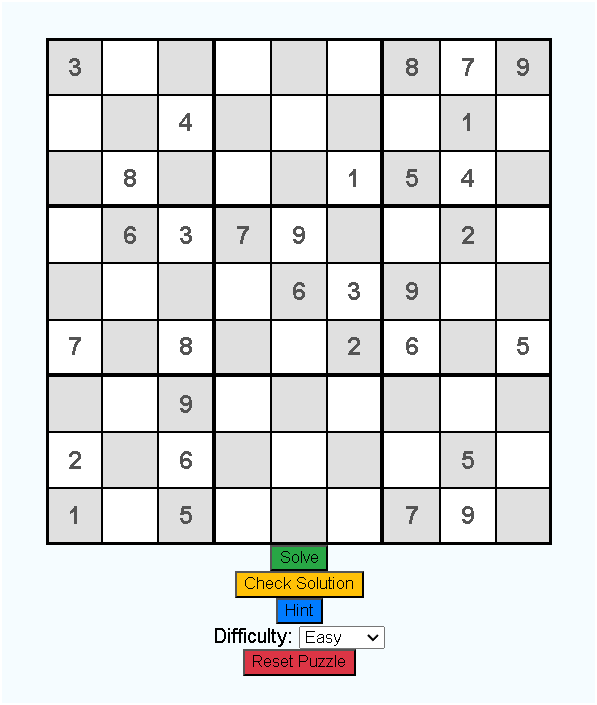 3 8 7 9
4 1
8 1 5 4
6 3 7 9 2
6 3 9
7 8 2 6 5
9
2 6 5
1 5 7 9
Solve
Check Solution
Hint
Difficulty: Easy
Reset Puzzle